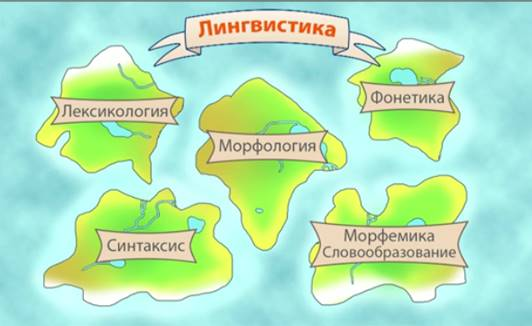 Лингвистика
Лексикология
Фонетика
Морфология
Синтаксис
Морфемика
Словообразование